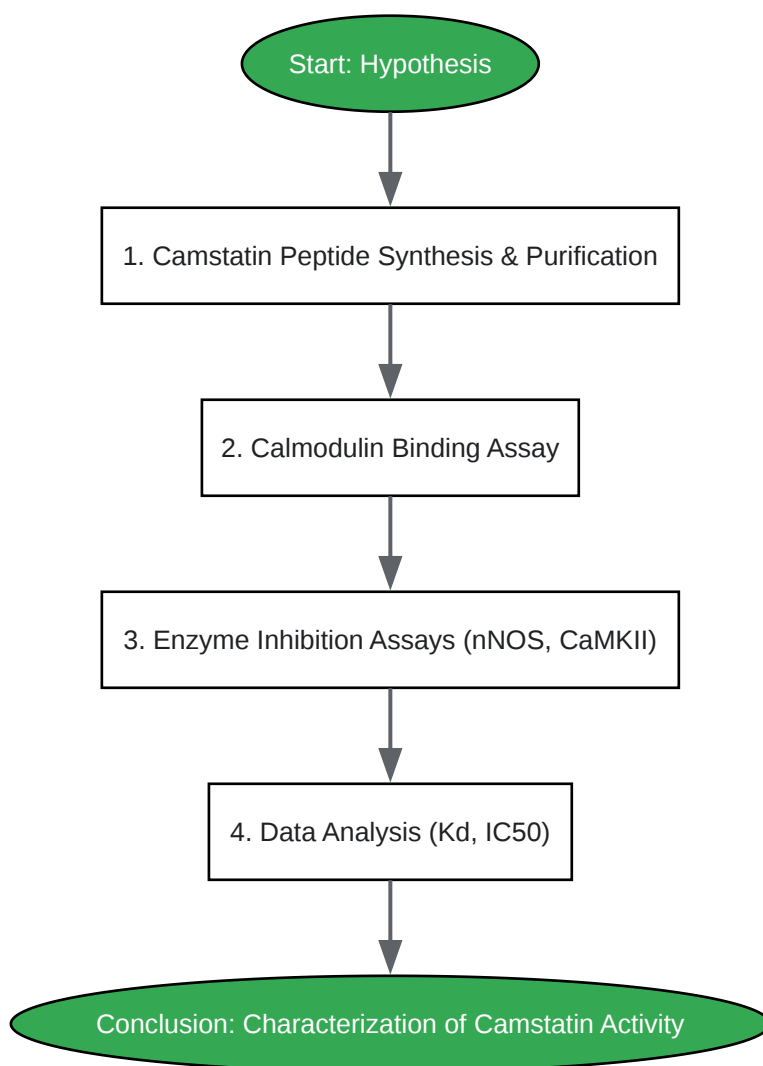 Start: Hypothesis
1. Camstatin Peptide Synthesis & Purification
2. Calmodulin Binding Assay
3. Enzyme Inhibition Assays (nNOS, CaMKII)
4. Data Analysis (Kd, IC50)
Conclusion: Characterization of Camstatin Activity